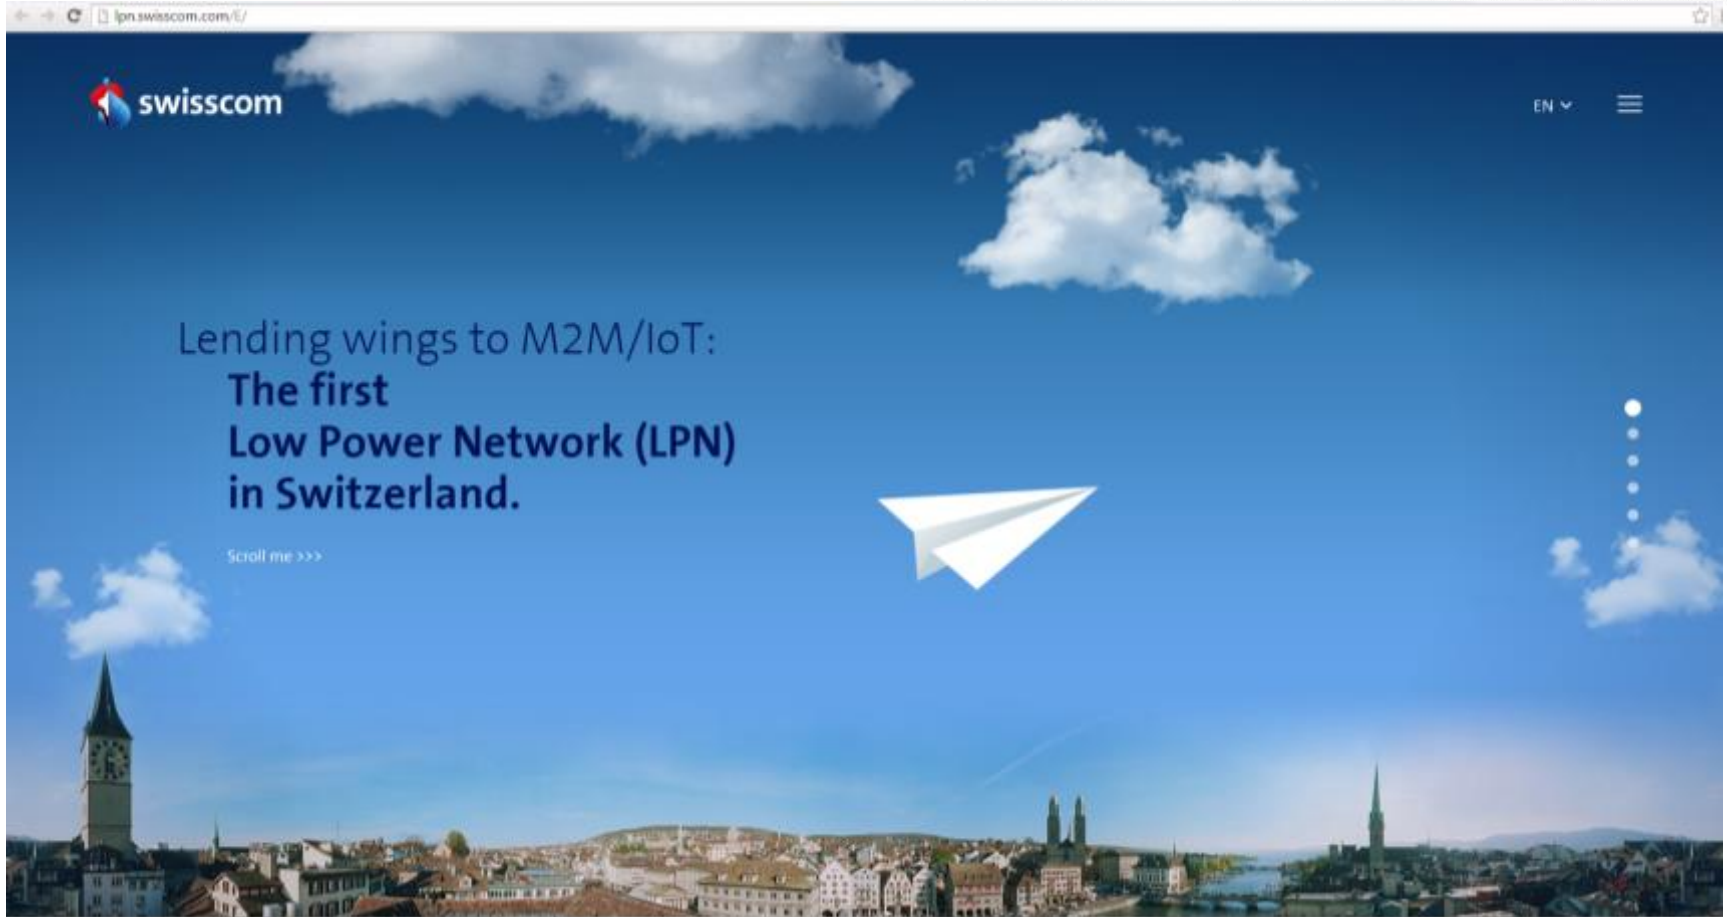 lpn.swisscom.com/E/
swisscom
EN
Lending wings to M2M/IoT:
The first
Low Power Network (LPN)
in Switzerland.
Scroll me >>>